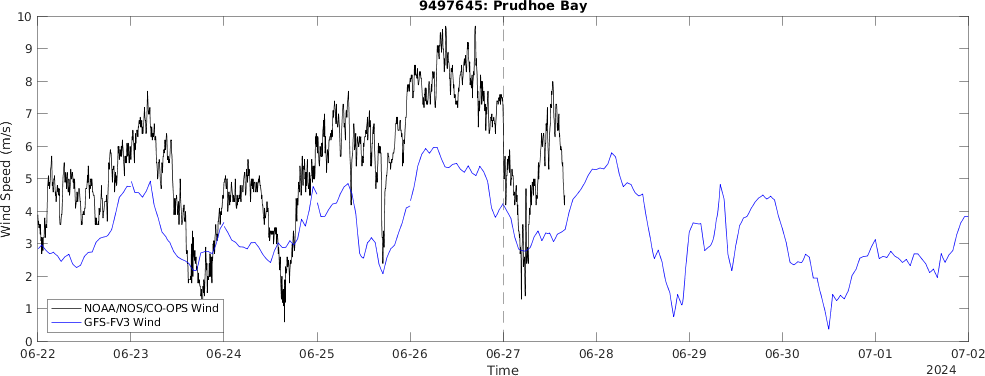 9497645: Prudhoe Bay
10
9
8
7
6
5
4
3
2
1
0
Wind Speed (m/s)
NOAA/NOS/CO-OPS Wind
GFS-FV3 Wind
06-22 06-23 06-24 06-25 06-26 06-27 06-28 06-29 06-30 07-01 07-02
Time
2024